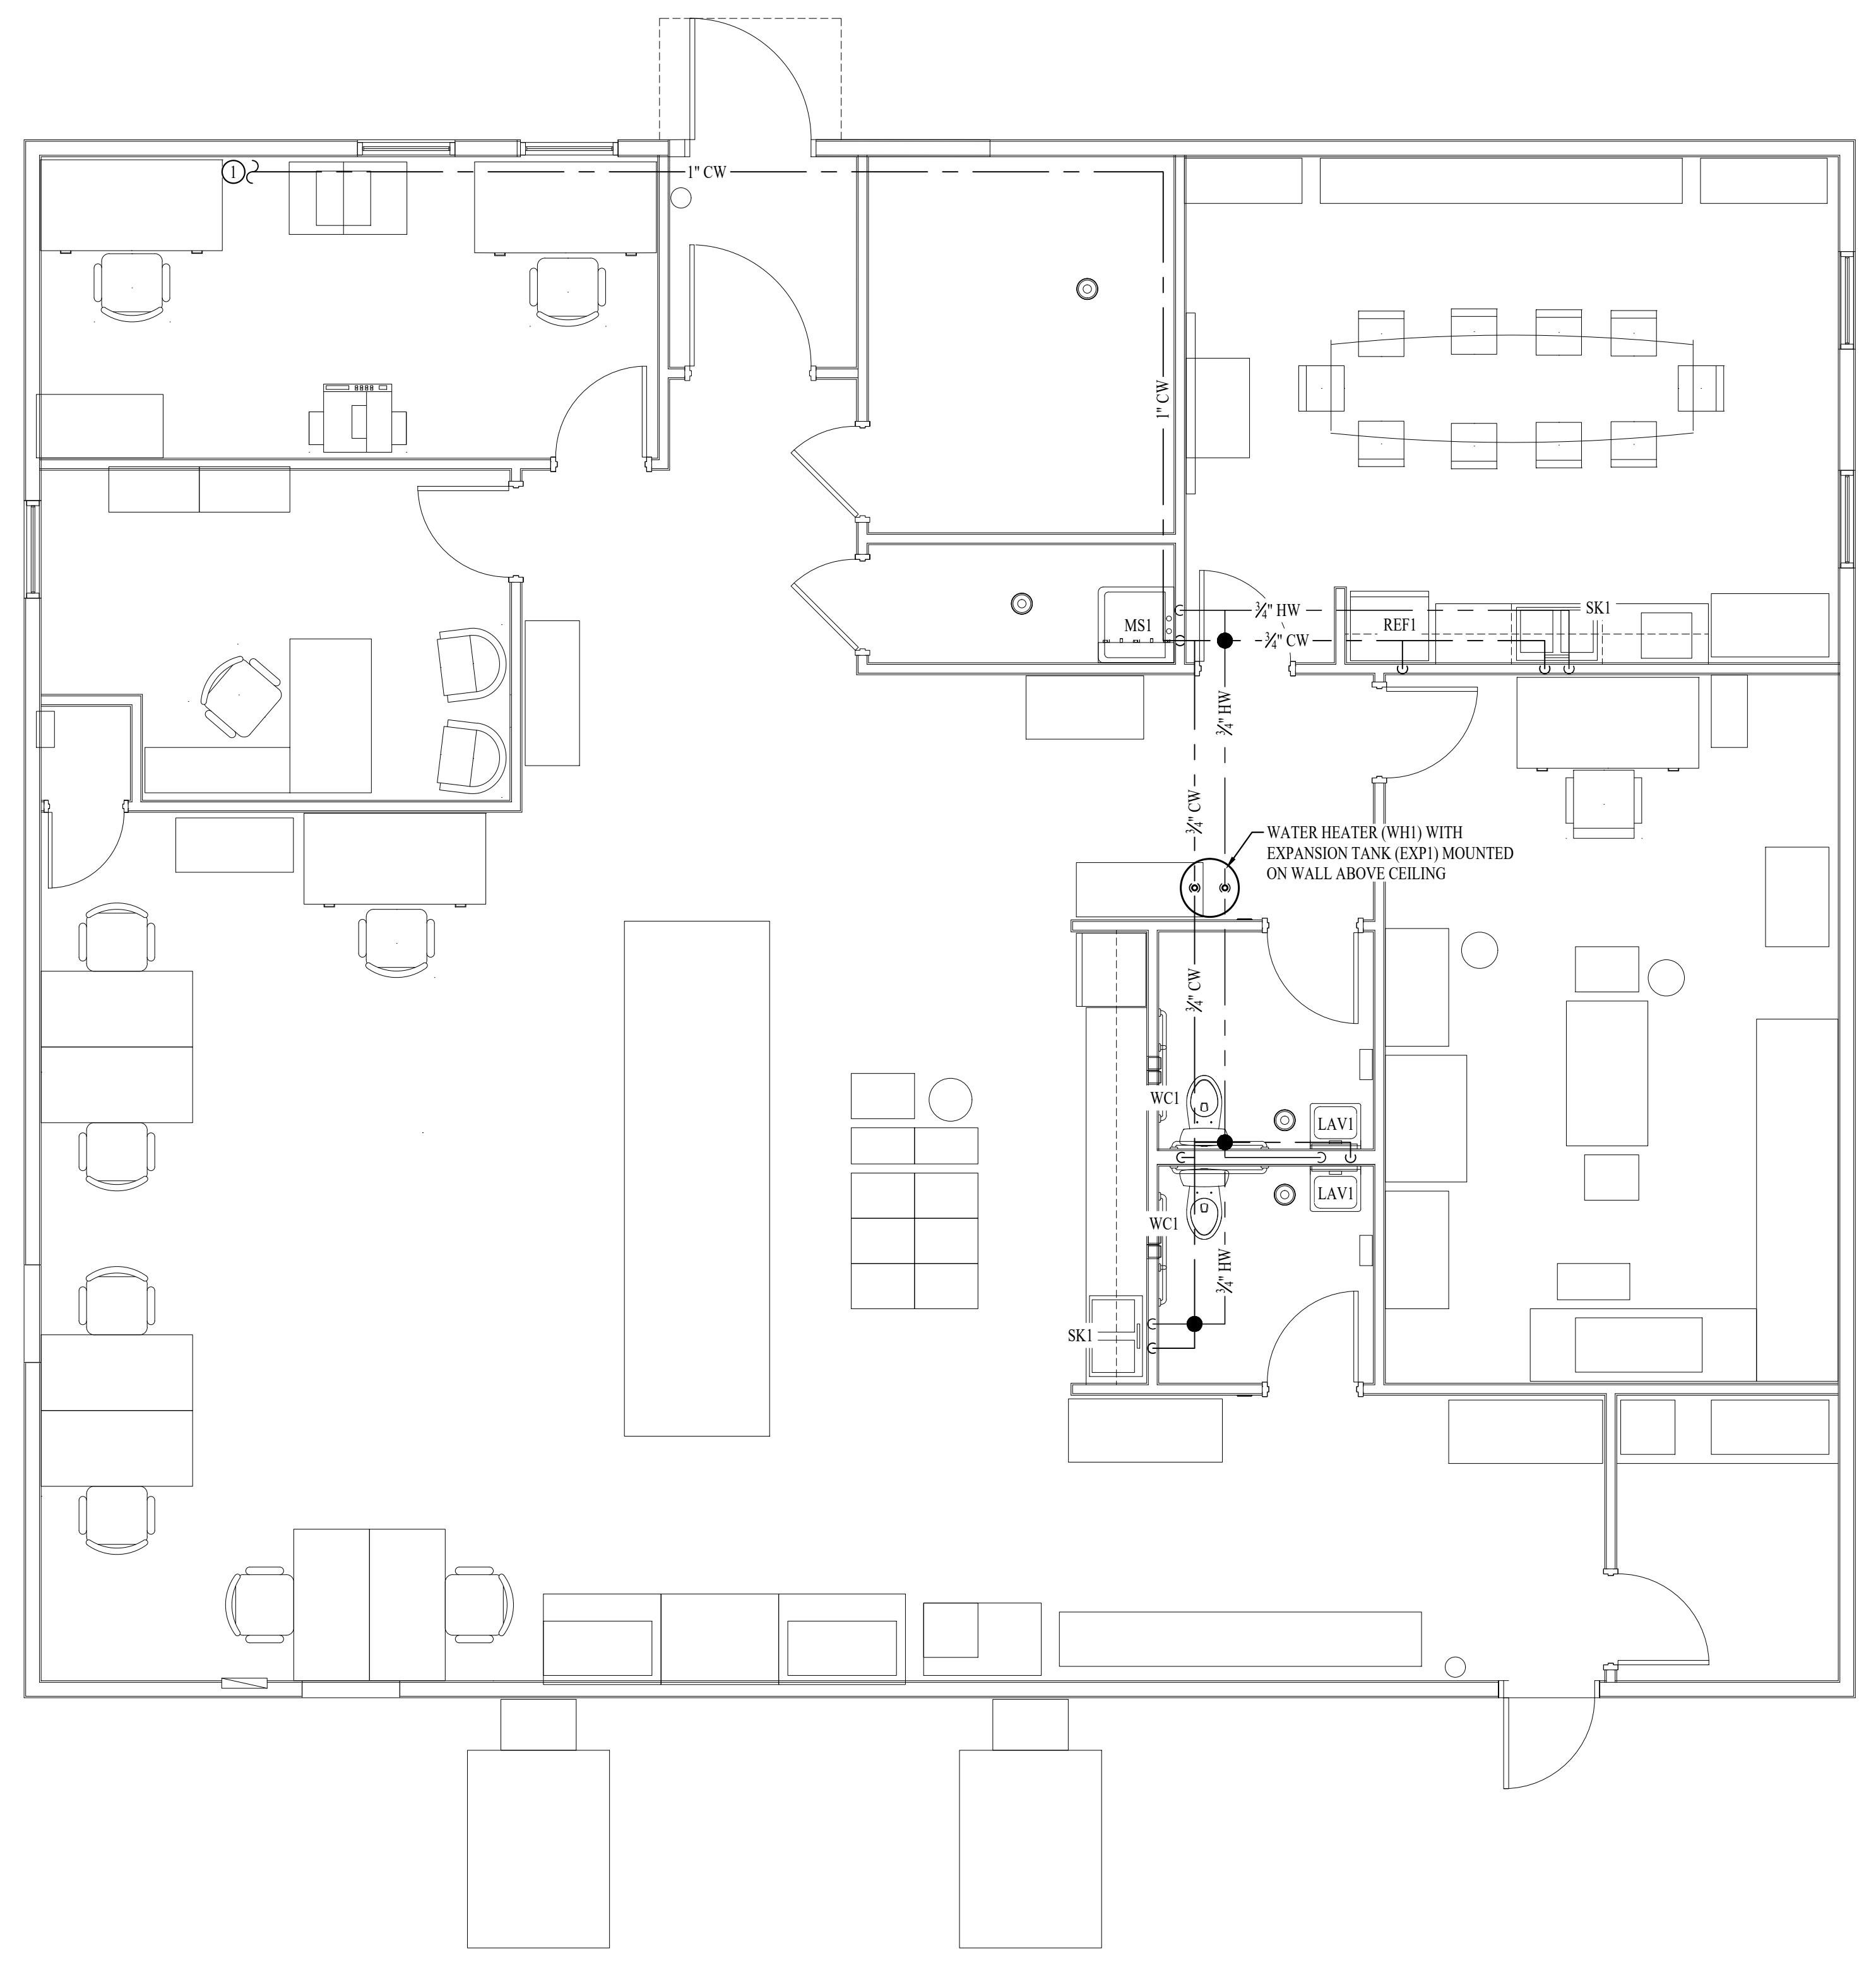 1
1" CW
1" CW
MS1
3/4" HW
3/4" CW
REF1
SK1
3/4" HW
3/4" CW
WATER HEATER (WH1) WITH
EXPANSION TANK (EXP1) MOUNTED
ON WALL ABOVE CEILING
3/4" CW
WC1
LAV1
WC1
LAV1
3/4" HW
SK1